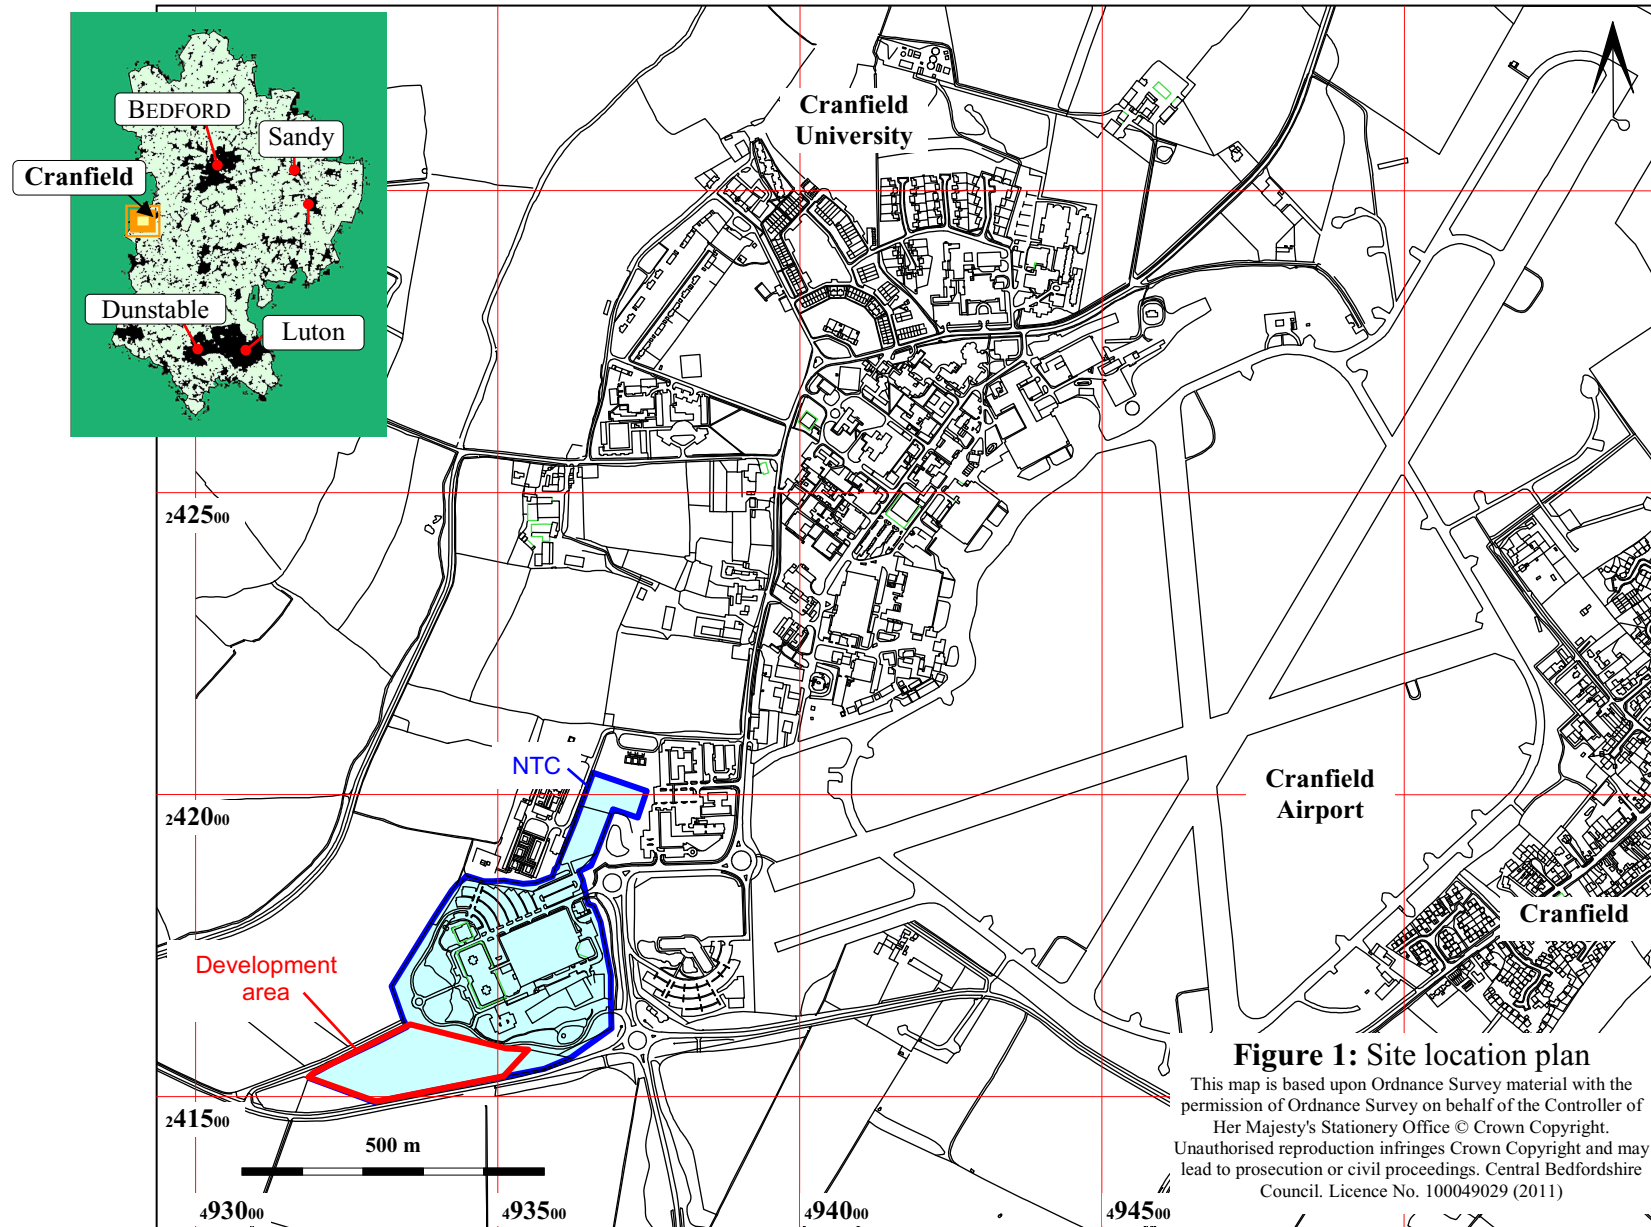 BEDFORD
Sandy
Cranfield
Dunstable
Luton
Cranfield
University
242500
NTC
242000
Cranfield
Airport
Cranfield
Development
area
241500
500 m
493000
493500
494000
494500
Figure 1: Site location plan
This map is based upon Ordnance Survey material with the
permission of Ordnance Survey on behalf of the Controller of
Her Majesty's Stationery Office © Crown Copyright.
Unauthorised reproduction infringes Crown Copyright and may
lead to prosecution or civil proceedings. Central Bedfordshire
Council. Licence No. 100049029 (2011)